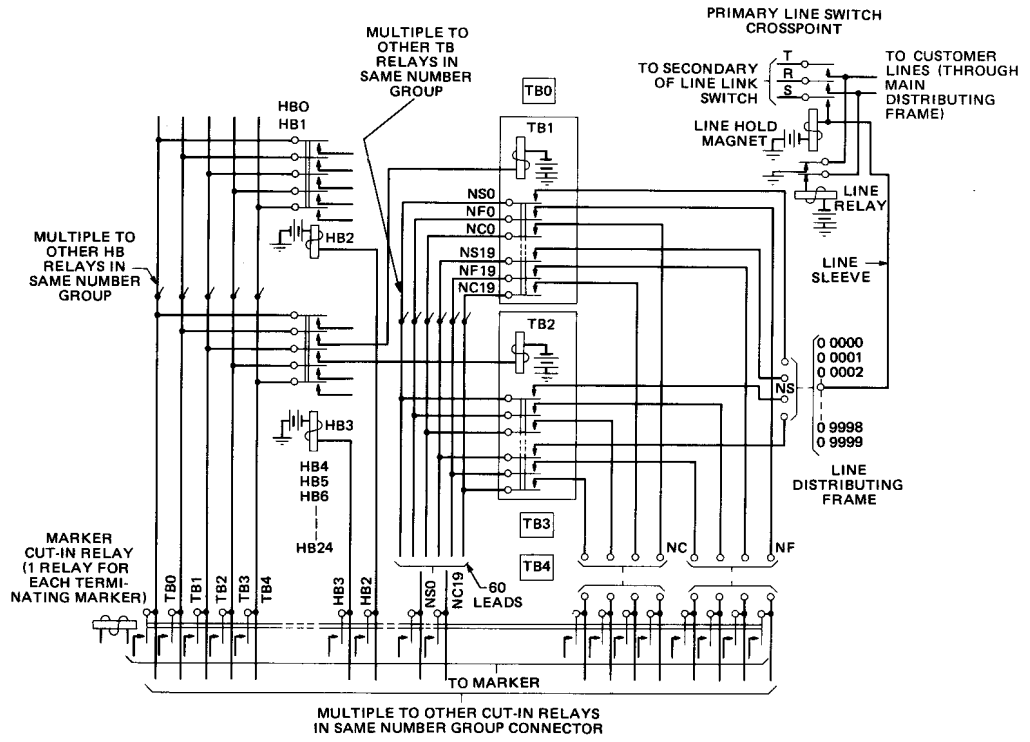 PRIMARY LINE SWITCH
CROSSPOINT
MULTIPLE TO
OTHER TB
RELAYS IN
SAME NUMBER
GROUP
TO SECONDARY
OF LINE LINK
SWITCH
T
R
S
TO CUSTOMER
LINES (THROUGH
MAIN
DISTRIBUTING
FRAME)
LINE HOLD
MAGNET
LINE
RELAY
LINE
SLEEVE
HB0
HB1
HB2
TB0
TB1
NS0
NF0
NC0
NS19
NF19
NC19
MULTIPLE TO
OTHER HB
RELAYS IN
SAME NUMBER
GROUP
TB2
NS
0 0000
0 0001
0 0002
0 9998
0 9999
LINE
DISTRIBUTING
FRAME
HB3
HB4
HB5
HB6
HB24
TB3
TB4
NC
NF
MARKER
CUT-IN RELAY
(1 RELAY FOR
EACH TERMI-
NATING MARKER)
TB0
TB1
TB2
TB3
TB4
HB3
HB2
NS0
NC19
60
LEADS
TO MARKER
MULTIPLE TO OTHER CUT-IN RELAYS
IN SAME NUMBER GROUP CONNECTOR